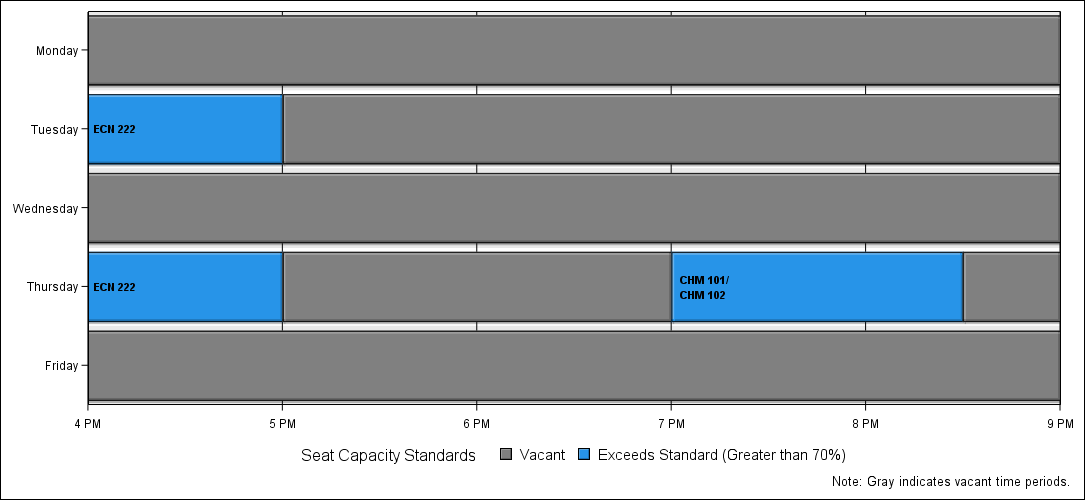 Monday
Tuesday
ECN 222
Wednesday
Thursday
ECN 222
CHM 101/
CHM 102
Friday
4 PM 5 PM 6 PM 7 PM 8 PM 9 PM
Seat Capacity Standards Vacant Exceeds Standard (Greater than 70%)
Note: Gray indicates vacant time periods.